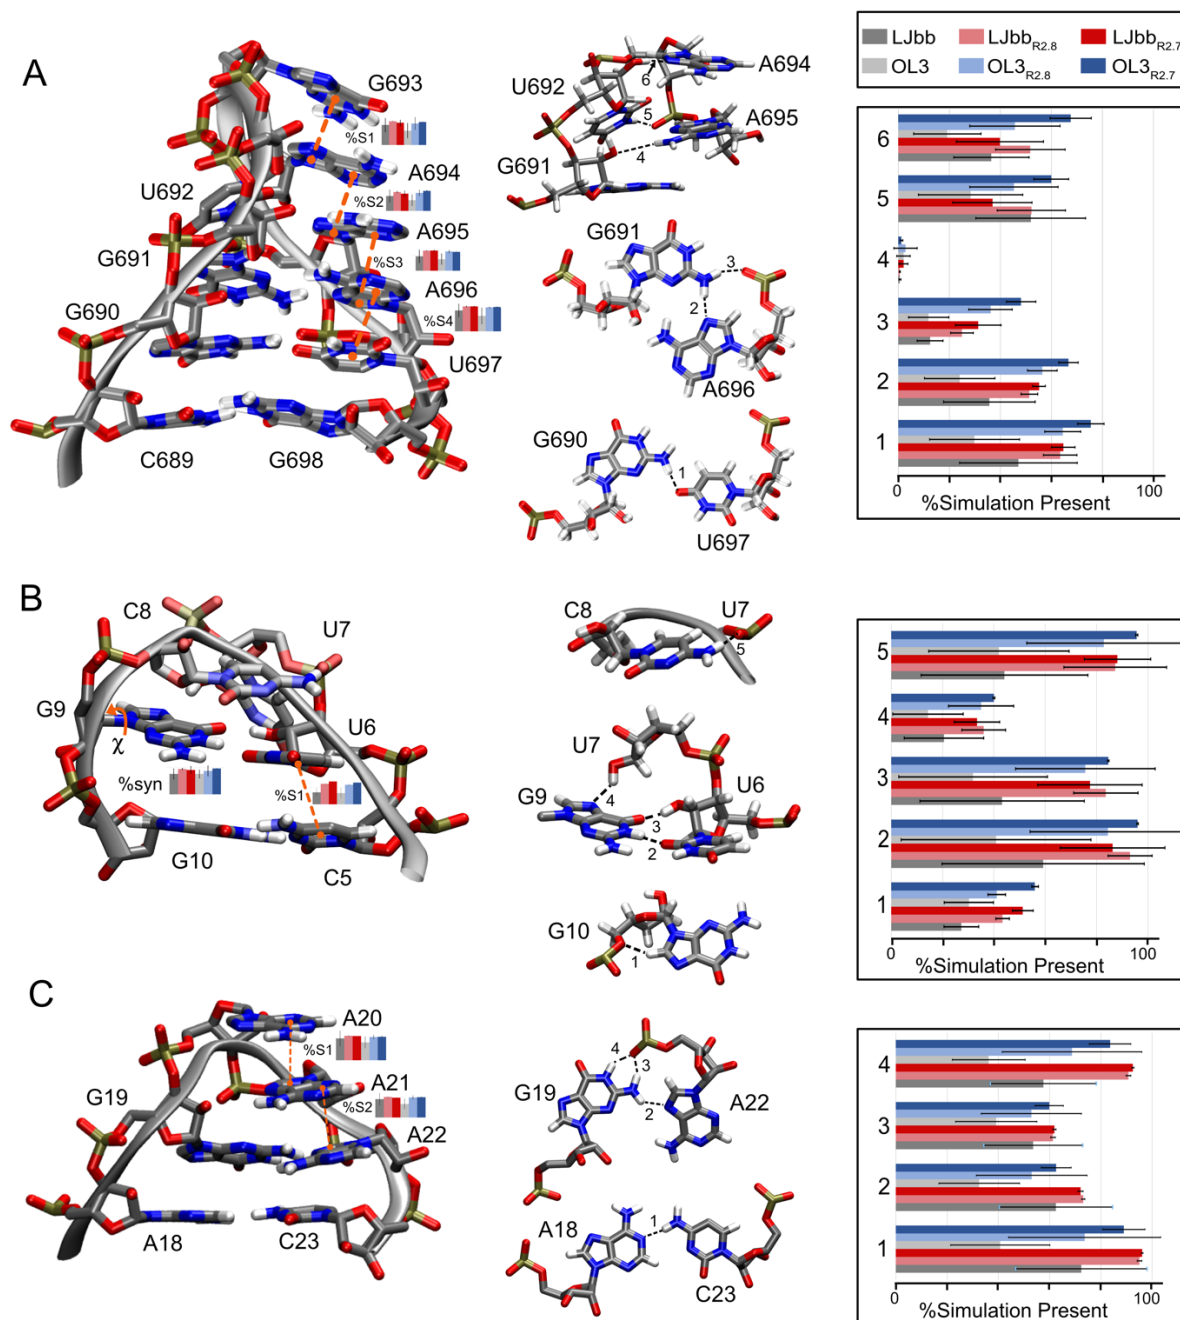 A
G693
%S1
A694
U692
%S2
A695
G691
%S3
A696
G690
%S4
U697
C689
G698
A694
6
U692
5
A695
4
G691
G691
3
2
A696
G690
1
U697
LJbb
LJbbR2.8
LJbbR2.7
OL3
OL3R2.8
OL3R2.7
6
5
4
3
2
1
0
100
%Simulation Present
B
C8
U7
G9
U6
χ
%syn
%S1
G10
C5
C8
U7
5
U7
G9
U6
4
3
2
G10
1
5
4
3
2
1
0
100
%Simulation Present
C
A20
%S1
G19
A21
%S2
A22
A18
C23
4
3
G19
2
A22
A18
1
C23
4
3
2
1
0
100
%Simulation Present